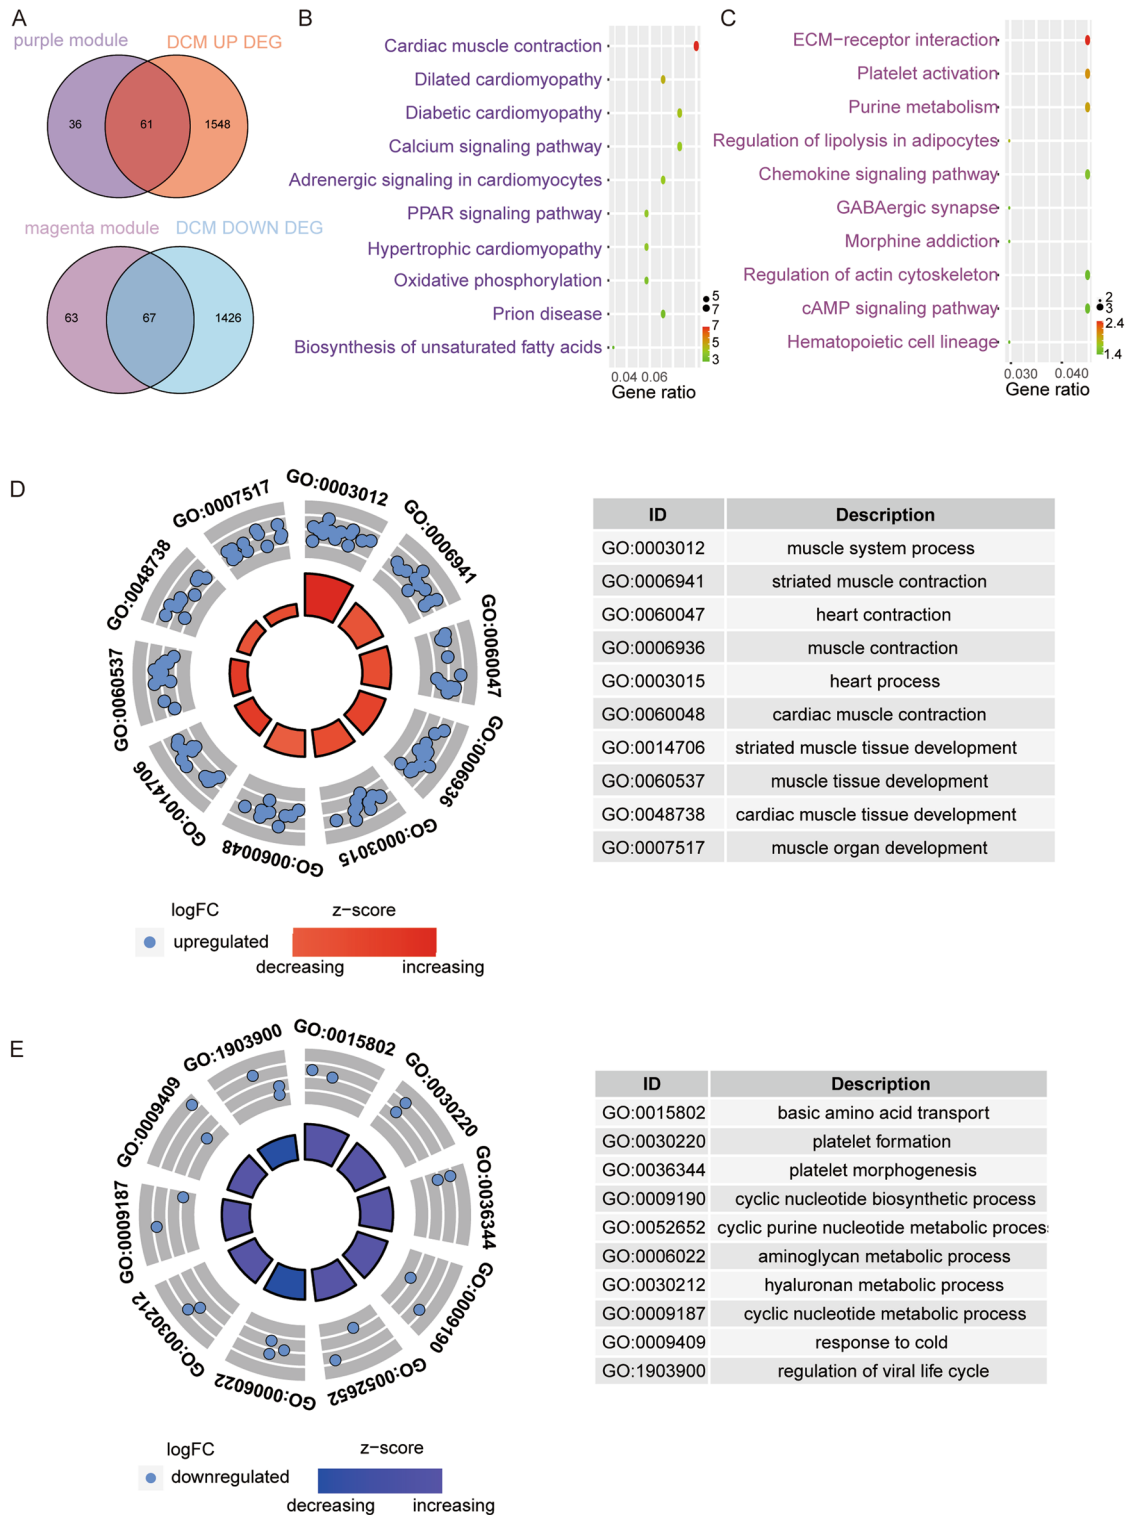 A
purple module
DCM UP DEG
36
61
1548
magenta module
DCM DOWN DEG
63
67
1426
B
Cardiac muscle contraction
Dilated cardiomyopathy
Diabetic cardiomyopathy
Calcium signaling pathway
Adrenergic signaling in cardiomyocytes
PPAR signaling pathway
Hypertrophic cardiomyopathy
Oxidative phosphorylation
Prion disease
Biosynthesis of unsaturated fatty acids
5
7
7
5
3
0.04 0.06
Gene ratio
C
ECM−receptor interaction
Platelet activation
Purine metabolism
Regulation of lipolysis in adipocytes
Chemokine signaling pathway
GABAergic synapse
Morphine addiction
Regulation of actin cytoskeleton
cAMP signaling pathway
Hematopoietic cell lineage
2
3
2.4
1.4
0.030 0.040
Gene ratio
D
GO:0003012
GO:0006941
GO:0060047
GO:0006936
GO:0003015
GO:0060048
GO:0014706
GO:0060537
GO:0048738
GO:0007517
logFC
upregulated
z−score
decreasing increasing
ID Description
GO:0003012 muscle system process
GO:0006941 striated muscle contraction
GO:0060047 heart contraction
GO:0006936 muscle contraction
GO:0003015 heart process
GO:0060048 cardiac muscle contraction
GO:0014706 striated muscle tissue development
GO:0060537 muscle tissue development
GO:0048738 cardiac muscle tissue development
GO:0007517 muscle organ development
E
GO:0015802
GO:0030220
GO:0036344
GO:0009190
GO:0052652
GO:0006022
GO:0030212
GO:0009187
GO:0009409
GO:1903900
logFC
downregulated
z−score
decreasing increasing
ID Description
GO:0015802 basic amino acid transport
GO:0030220 platelet formation
GO:0036344 platelet morphogenesis
GO:0009190 cyclic nucleotide biosynthetic process
GO:0052652 cyclic purine nucleotide metabolic process
GO:0006022 aminoglycan metabolic process
GO:0030212 hyaluronan metabolic process
GO:0009187 cyclic nucleotide metabolic process
GO:0009409 response to cold
GO:1903900 regulation of viral life cycle